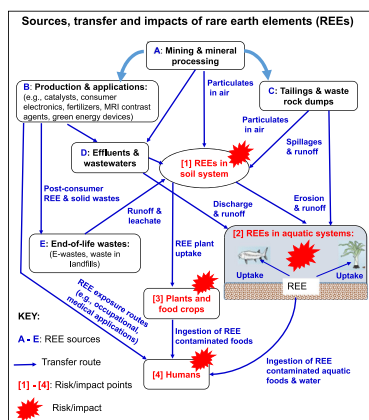 Sources, transfer and impacts of rare earth elements (REEs)
A: Mining & mineral
processing
B: Production & applications:
(e.g., catalysts, consumer
electronics, fertilizers, MRI contrast
agents, green energy devices)
Particulates
in air
C: Tailings & waste
rock dumps
Particulates
in air
D: Effluents &
wastewaters
[1] REEs in
soil system
Spillages
& runoff
Post-consumer
REE & solid wastes
Runoff &
leachate
Discharge
& runoff
Erosion &
runoff
E: End-of-life wastes:
(E-wastes, waste in
landfills)
REE plant
uptake
[2] REEs in aquatic systems:
Uptake
Uptake
REE
REE exposure routes
(e.g., occupational,
medical applications)
[3] Plants and
food crops
KEY:
A - E: REE sources
Transfer route
[1] - [4]: Risk/impact points
Risk/impact
Ingestion of REE
contaminated foods
[4] Humans
Ingestion of REE
contaminated aquatic
foods & water